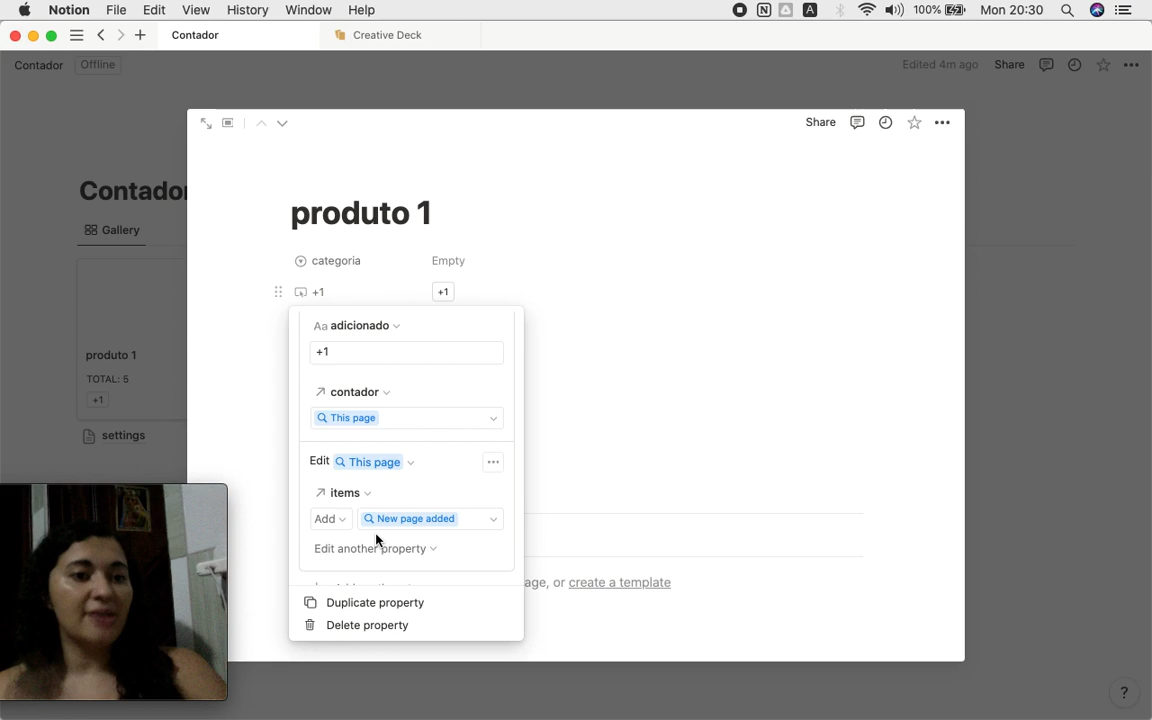 Notion File Edit View History Window Help 100% Mon 20:30
Contador Creative Deck
Contador Offline Edited 4m ago Share
Share
Contador
produto 1
Gallery
categoria Empty
+1 +1
Aa adicionado
+1
produto 1
TOTAL: 5
contador
+1
This page
settings
Edit This page
items
Add New page added
Edit another property
age, or create a template
Duplicate property
Delete property
?